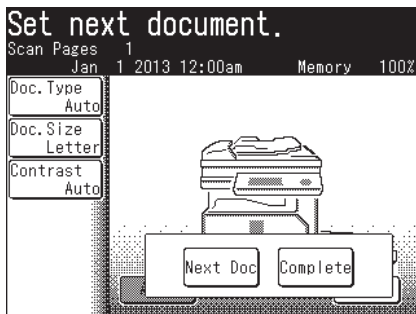 Set next document.
Scan Pages 1
Jan 1 2013 12:00am Memory 100%
Doc.Type
Auto
Doc.Size
Letter
Contrast
Auto
Next Doc Complete